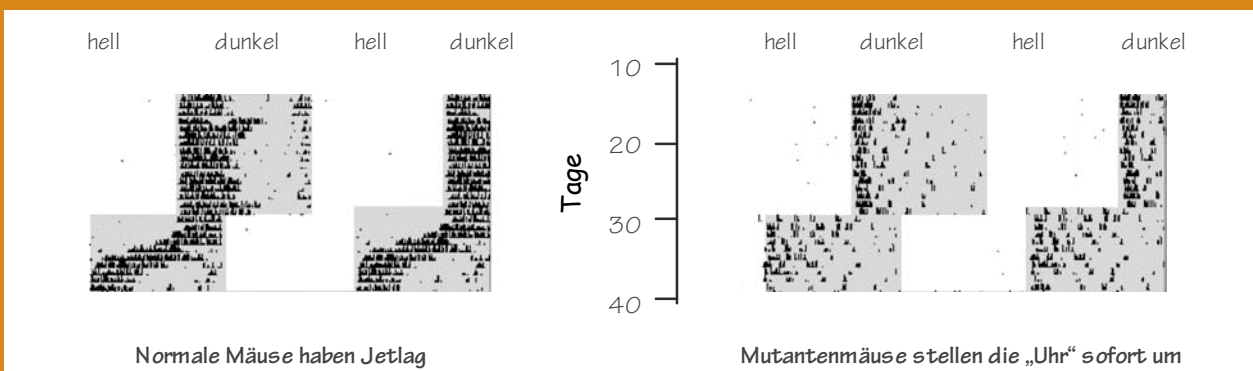 hell dunkel hell dunkel hell dunkel hell dunkel
10
20
Tage
30
40
Normale Mäuse haben Jetlag
Mutantenmäuse stellen die „Uhr“ sofort um